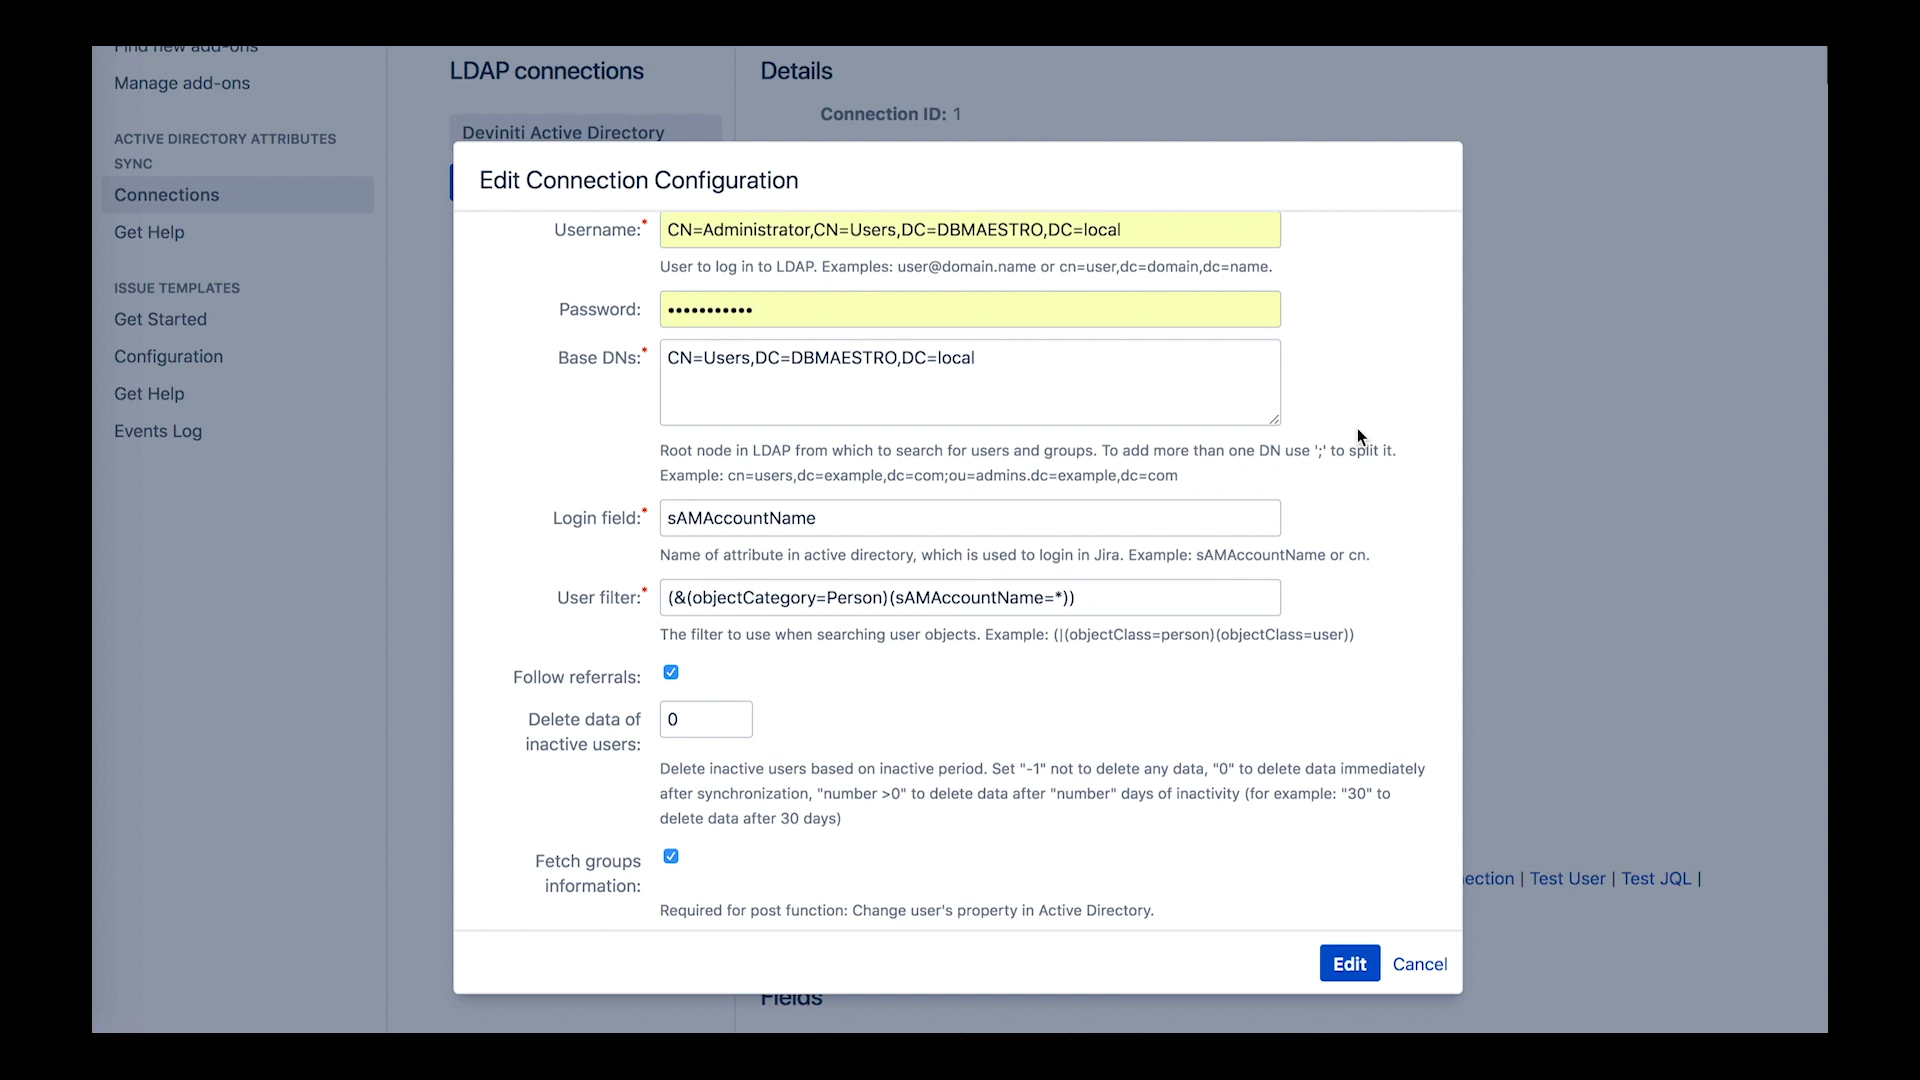 Find new add-ons
Manage add-ons
ACTIVE DIRECTORY ATTRIBUTES
SYNC
Connections
Get Help
ISSUE TEMPLATES
Get Started
Configuration
Get Help
Events Log
LDAP connections
Deviniti Active Directory
Details
Connection ID: 1
Edit Connection Configuration
Username:* CN=Administrator,CN=Users,DC=DBMAESTRO,DC=local
User to log in to LDAP. Examples: user@domain.name or cn=user,dc=domain,dc=name.
Password: •••••••••••
Base DNs:* CN=Users,DC=DBMAESTRO,DC=local
Root node in LDAP from which to search for users and groups. To add more than one DN use ';' to split it.
Example: cn=users,dc=example,dc=com;ou=admins.dc=example,dc=com
Login field:* sAMAccountName
Name of attribute in active directory, which is used to login in Jira. Example: sAMAccountName or cn.
User filter:* (&(objectCategory=Person)(sAMAccountName=*))
The filter to use when searching user objects. Example: (|(objectClass=person)(objectClass=user))
Follow referrals:
Delete data of
inactive users:
0
Delete inactive users based on inactive period. Set "-1" not to delete any data, "0" to delete data immediately
after synchronization, "number >0" to delete data after "number" days of inactivity (for example: "30" to
delete data after 30 days)
Fetch groups
information:
Required for post function: Change user's property in Active Directory.
Edit Cancel
ection | Test User | Test JQL |
Fields